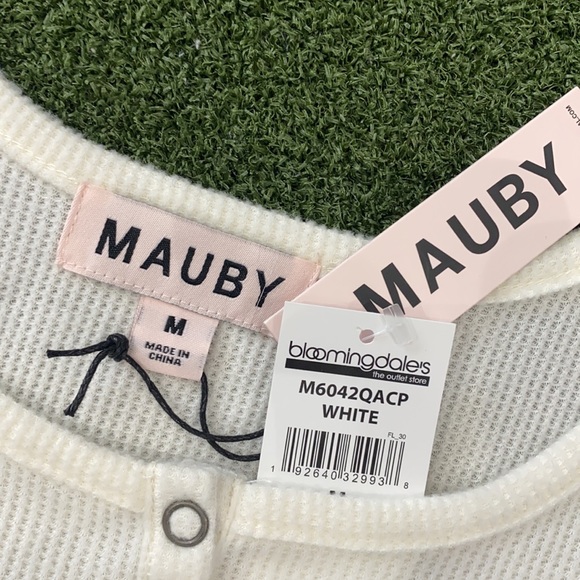 MAUBY
M
MADE IN
CHINA
MAUBY
bloomingdale's
the outlet store
M6042QACP
WHITE
FL_30
1 92640 32993 8